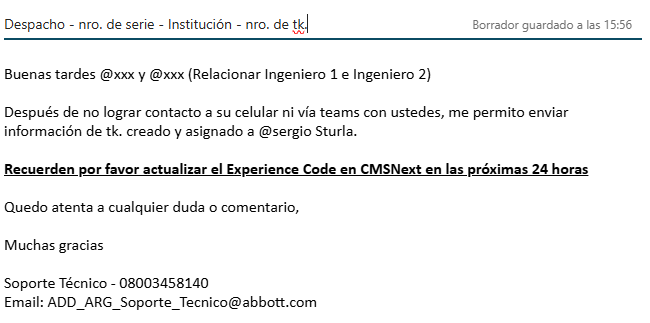 Despacho - nro. de serie - Institución - nro. de tk.
Borrador guardado a las 15:56
Buenas tardes @xxx y @xxx (Relacionar Ingeniero 1 e Ingeniero 2)
Después de no lograr contacto a su celular ni vía teams con ustedes, me permito enviar
información de tk. creado y asignado a @sergio Sturla.
Recuerden por favor actualizar el Experience Code en CMSNext en las próximas 24 horas
Quedo atenta a cualquier duda o comentario,
Muchas gracias
Soporte Técnico - 08003458140
Email: ADD_ARG_Soporte_Tecnico@abbott.com